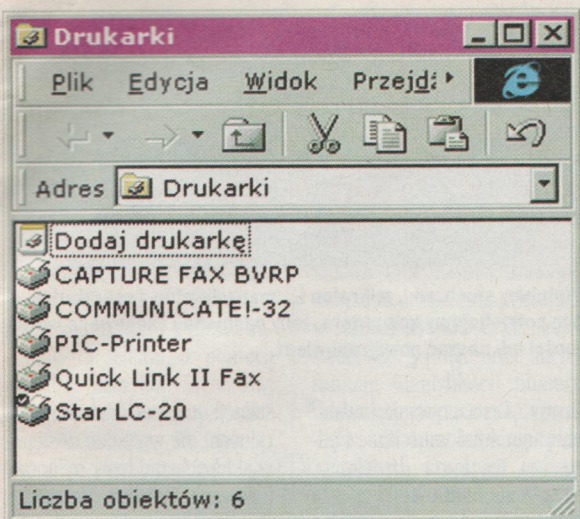 Drukarki
Plik Edycja Widok Przejdź
Adres Drukarki
Dodaj drukarkę
CAPTURE FAX BVRP
COMMUNICATE!-32
PIC-Printer
Quick Link II Fax
Star LC-20
Liczba obiektów: 6